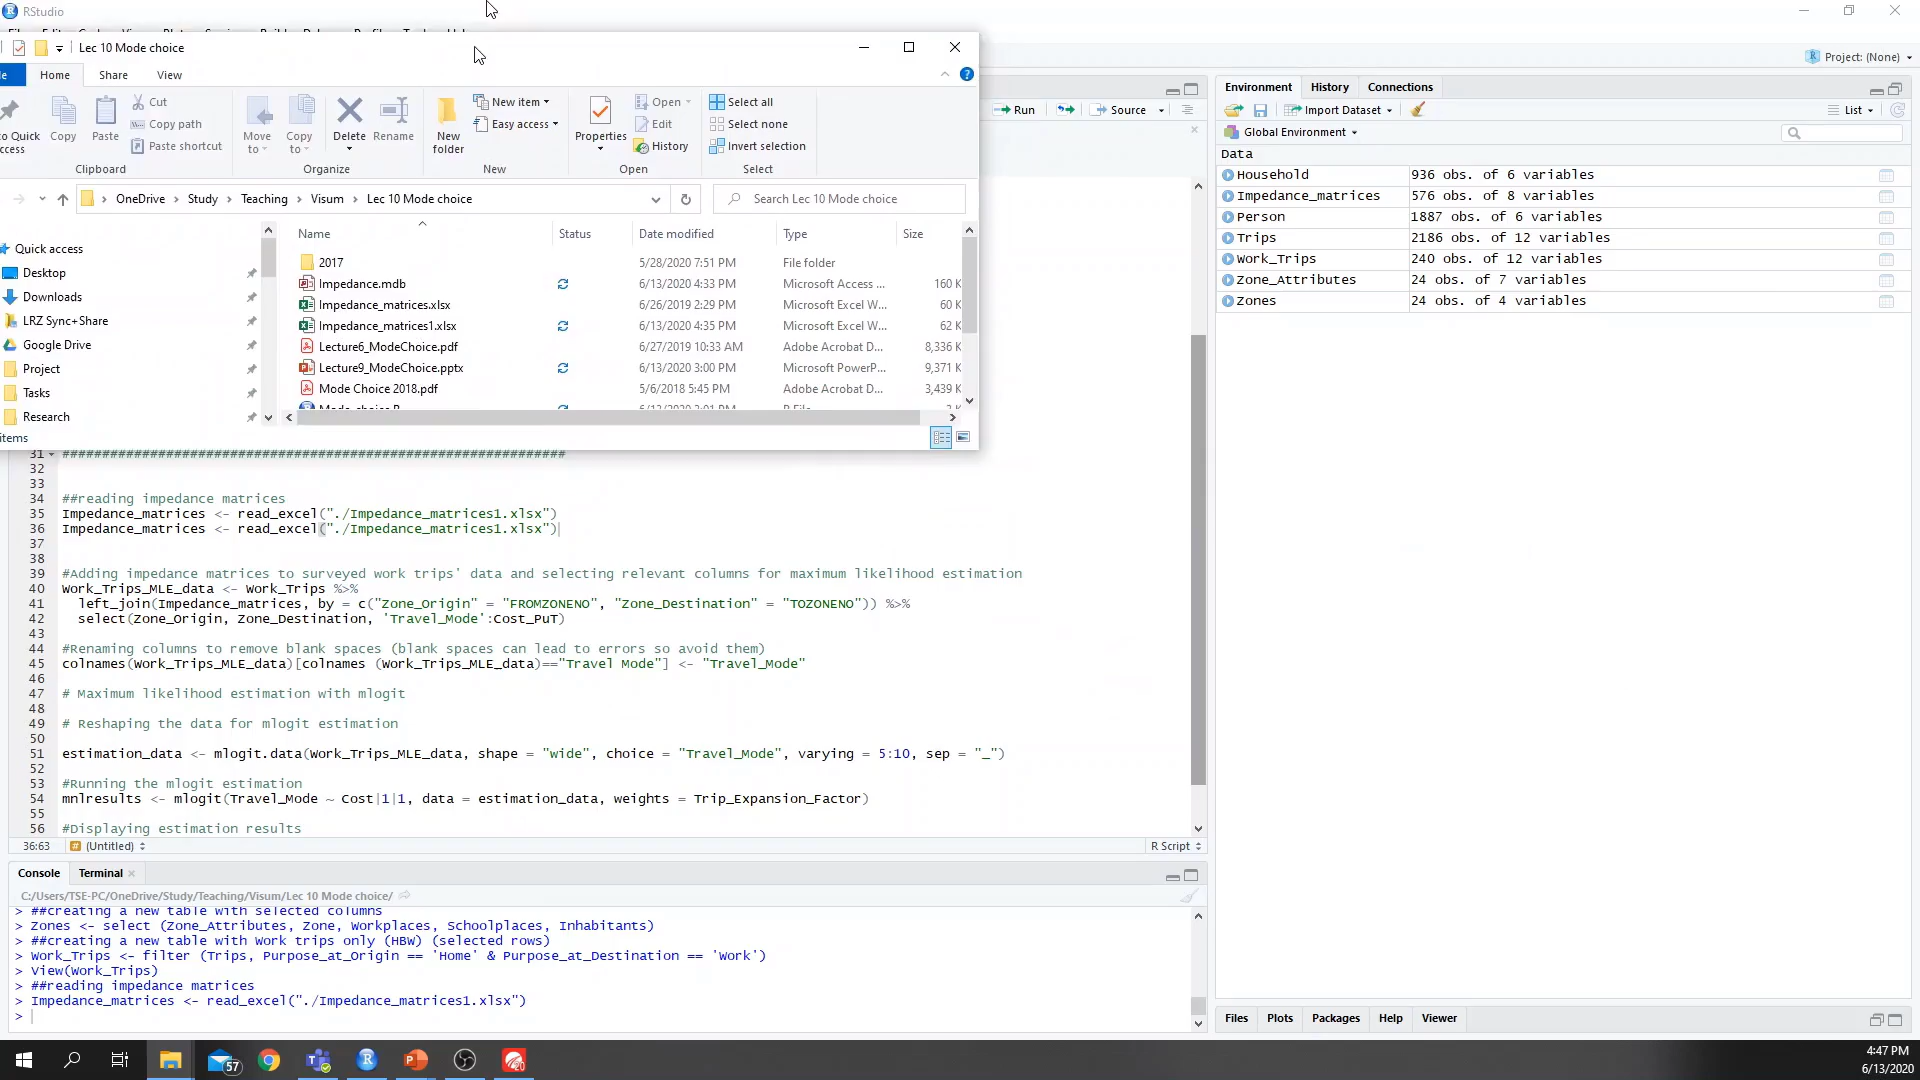 RStudio
Lec 10 Mode choice
Home Share View
Copy Paste Cut Copy path Paste shortcut
Clipboard
Move to Copy to Delete Rename
Organize
New folder New item Easy access
New
Properties Open Edit History
Open
Select all Select none Invert selection
Select
OneDrive > Study > Teaching > Visum > Lec 10 Mode choice
Search Lec 10 Mode choice
Name Status Date modified Type Size
2017 5/28/2020 7:51 PM File folder
Impedance.mdb 6/13/2020 4:33 PM Microsoft Access ... 160 K
Impedance_matrices.xlsx 6/26/2019 2:29 PM Microsoft Excel W... 60 K
Impedance_matrices1.xlsx 6/13/2020 4:35 PM Microsoft Excel W... 62 K
Lecture6_ModeChoice.pdf 6/27/2019 10:33 AM Adobe Acrobat D... 8,336 K
Lecture9_ModeChoice.pptx 6/13/2020 3:00 PM Microsoft PowerP... 9,371 K
Mode Choice 2018.pdf 5/6/2018 5:45 PM Adobe Acrobat D... 3,439 K
Quick access
Desktop
Downloads
LRZ Sync+Share
Google Drive
Project
Tasks
Research
items
Run Source
31 ###############################################################
32
33
34 ##reading impedance matrices
35 Impedance_matrices <- read_excel("./Impedance_matrices1.xlsx")
36 Impedance_matrices <- read_excel("./Impedance_matrices1.xlsx")
37
38
39 #Adding impedance matrices to surveyed work trips' data and selecting relevant columns for maximum likelihood estimation
40 Work_Trips_MLE_data <- Work_Trips %>%
41 left_join(Impedance_matrices, by = c("Zone_Origin" = "FROMZONENO", "Zone_Destination" = "TOZONENO")) %>%
42 select(Zone_Origin, Zone_Destination, 'Travel_Mode':Cost_PuT)
43
44 #Renaming columns to remove blank spaces (blank spaces can lead to errors so avoid them)
45 colnames(Work_Trips_MLE_data)[colnames (Work_Trips_MLE_data)=="Travel Mode"] <- "Travel_Mode"
46
47 # Maximum likelihood estimation with mlogit
48
49 # Reshaping the data for mlogit estimation
50
51 estimation_data <- mlogit.data(Work_Trips_MLE_data, shape = "wide", choice = "Travel_Mode", varying = 5:10, sep = "_")
52
53 #Running the mlogit estimation
54 mnlresults <- mlogit(Travel_Mode ~ Cost|1|1, data = estimation_data, weights = Trip_Expansion_Factor)
55
56 #Displaying estimation results
36:63 (Untitled) R Script
Console Terminal
C:/Users/TSE-PC/OneDrive/Study/Teaching/Visum/Lec 10 Mode choice/
> ##creating a new table with selected columns
> Zones <- select (Zone_Attributes, Zone, Workplaces, Schoolplaces, Inhabitants)
> ##creating a new table with Work trips only (HBW) (selected rows)
> Work_Trips <- filter (Trips, Purpose_at_Origin == 'Home' & Purpose_at_Destination == 'Work')
> View(Work_Trips)
> ##reading impedance matrices
> Impedance_matrices <- read_excel("./Impedance_matrices1.xlsx")
>
Project: (None)
Environment History Connections
Import Dataset List
Global Environment
Data
Household 936 obs. of 6 variables
Impedance_matrices 576 obs. of 8 variables
Person 1887 obs. of 6 variables
Trips 2186 obs. of 12 variables
Work_Trips 240 obs. of 12 variables
Zone_Attributes 24 obs. of 7 variables
Zones 24 obs. of 4 variables
Files Plots Packages Help Viewer
57
20
4:47 PM
6/13/2020